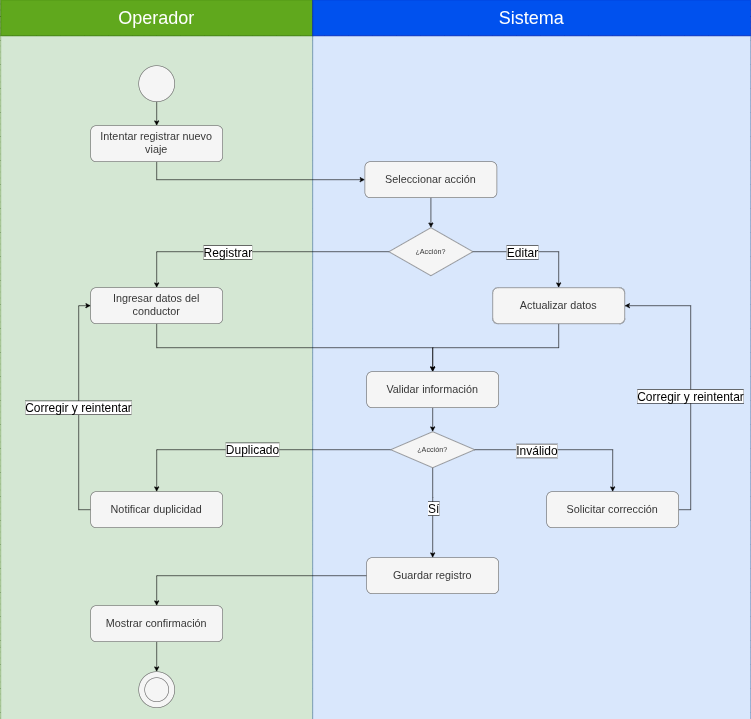 Operador
Sistema
Intentar registrar nuevo
viaje
Seleccionar acción
¿Acción?
Registrar
Editar
Ingresar datos del
conductor
Actualizar datos
Validar información
Corregir y reintentar
Corregir y reintentar
¿Acción?
Duplicado
Inválido
Sí
Notificar duplicidad
Solicitar corrección
Guardar registro
Mostrar confirmación